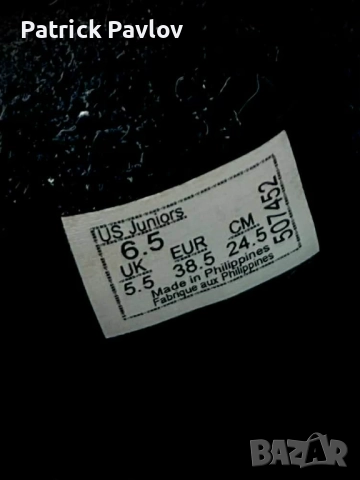 Patrick Pavlov
US Juniors
6.5
UK EUR CM
5.5 38.5 24.5
Made in Philippines
Fabrique aux Philippines
507452
BAZAR